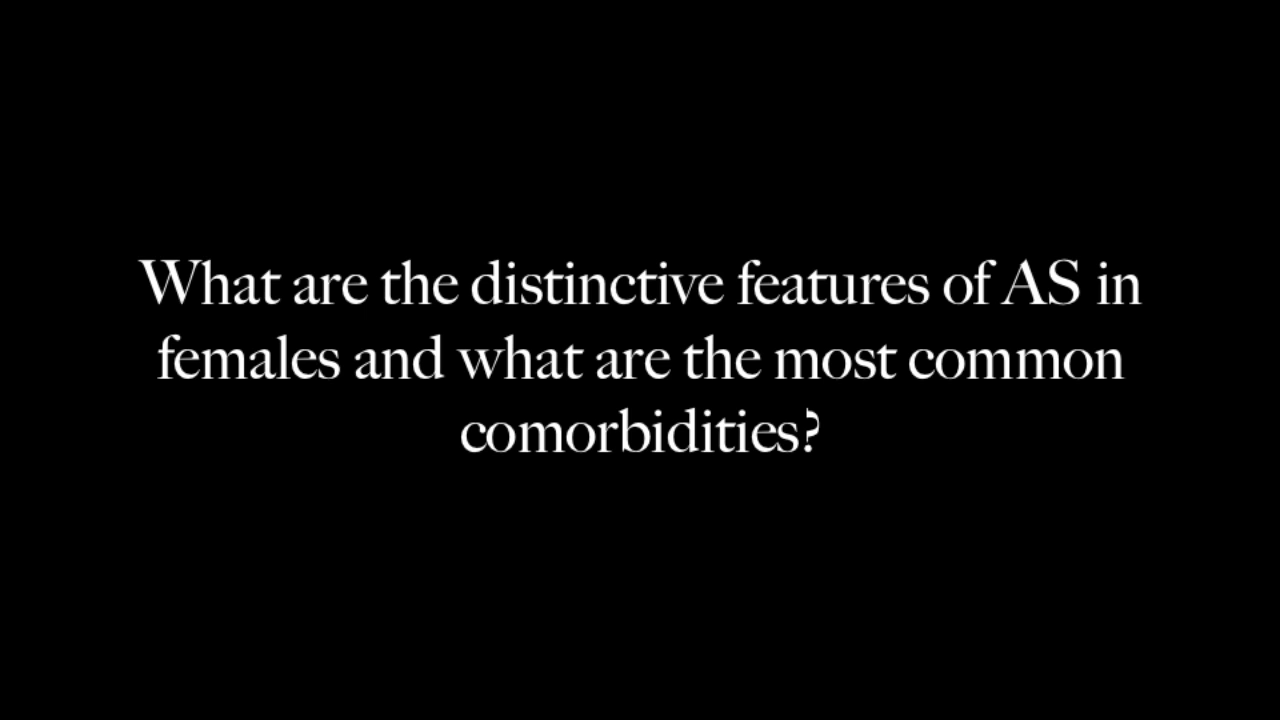 What are the distinctive features of AS in
females and what are the most common
comorbidities?